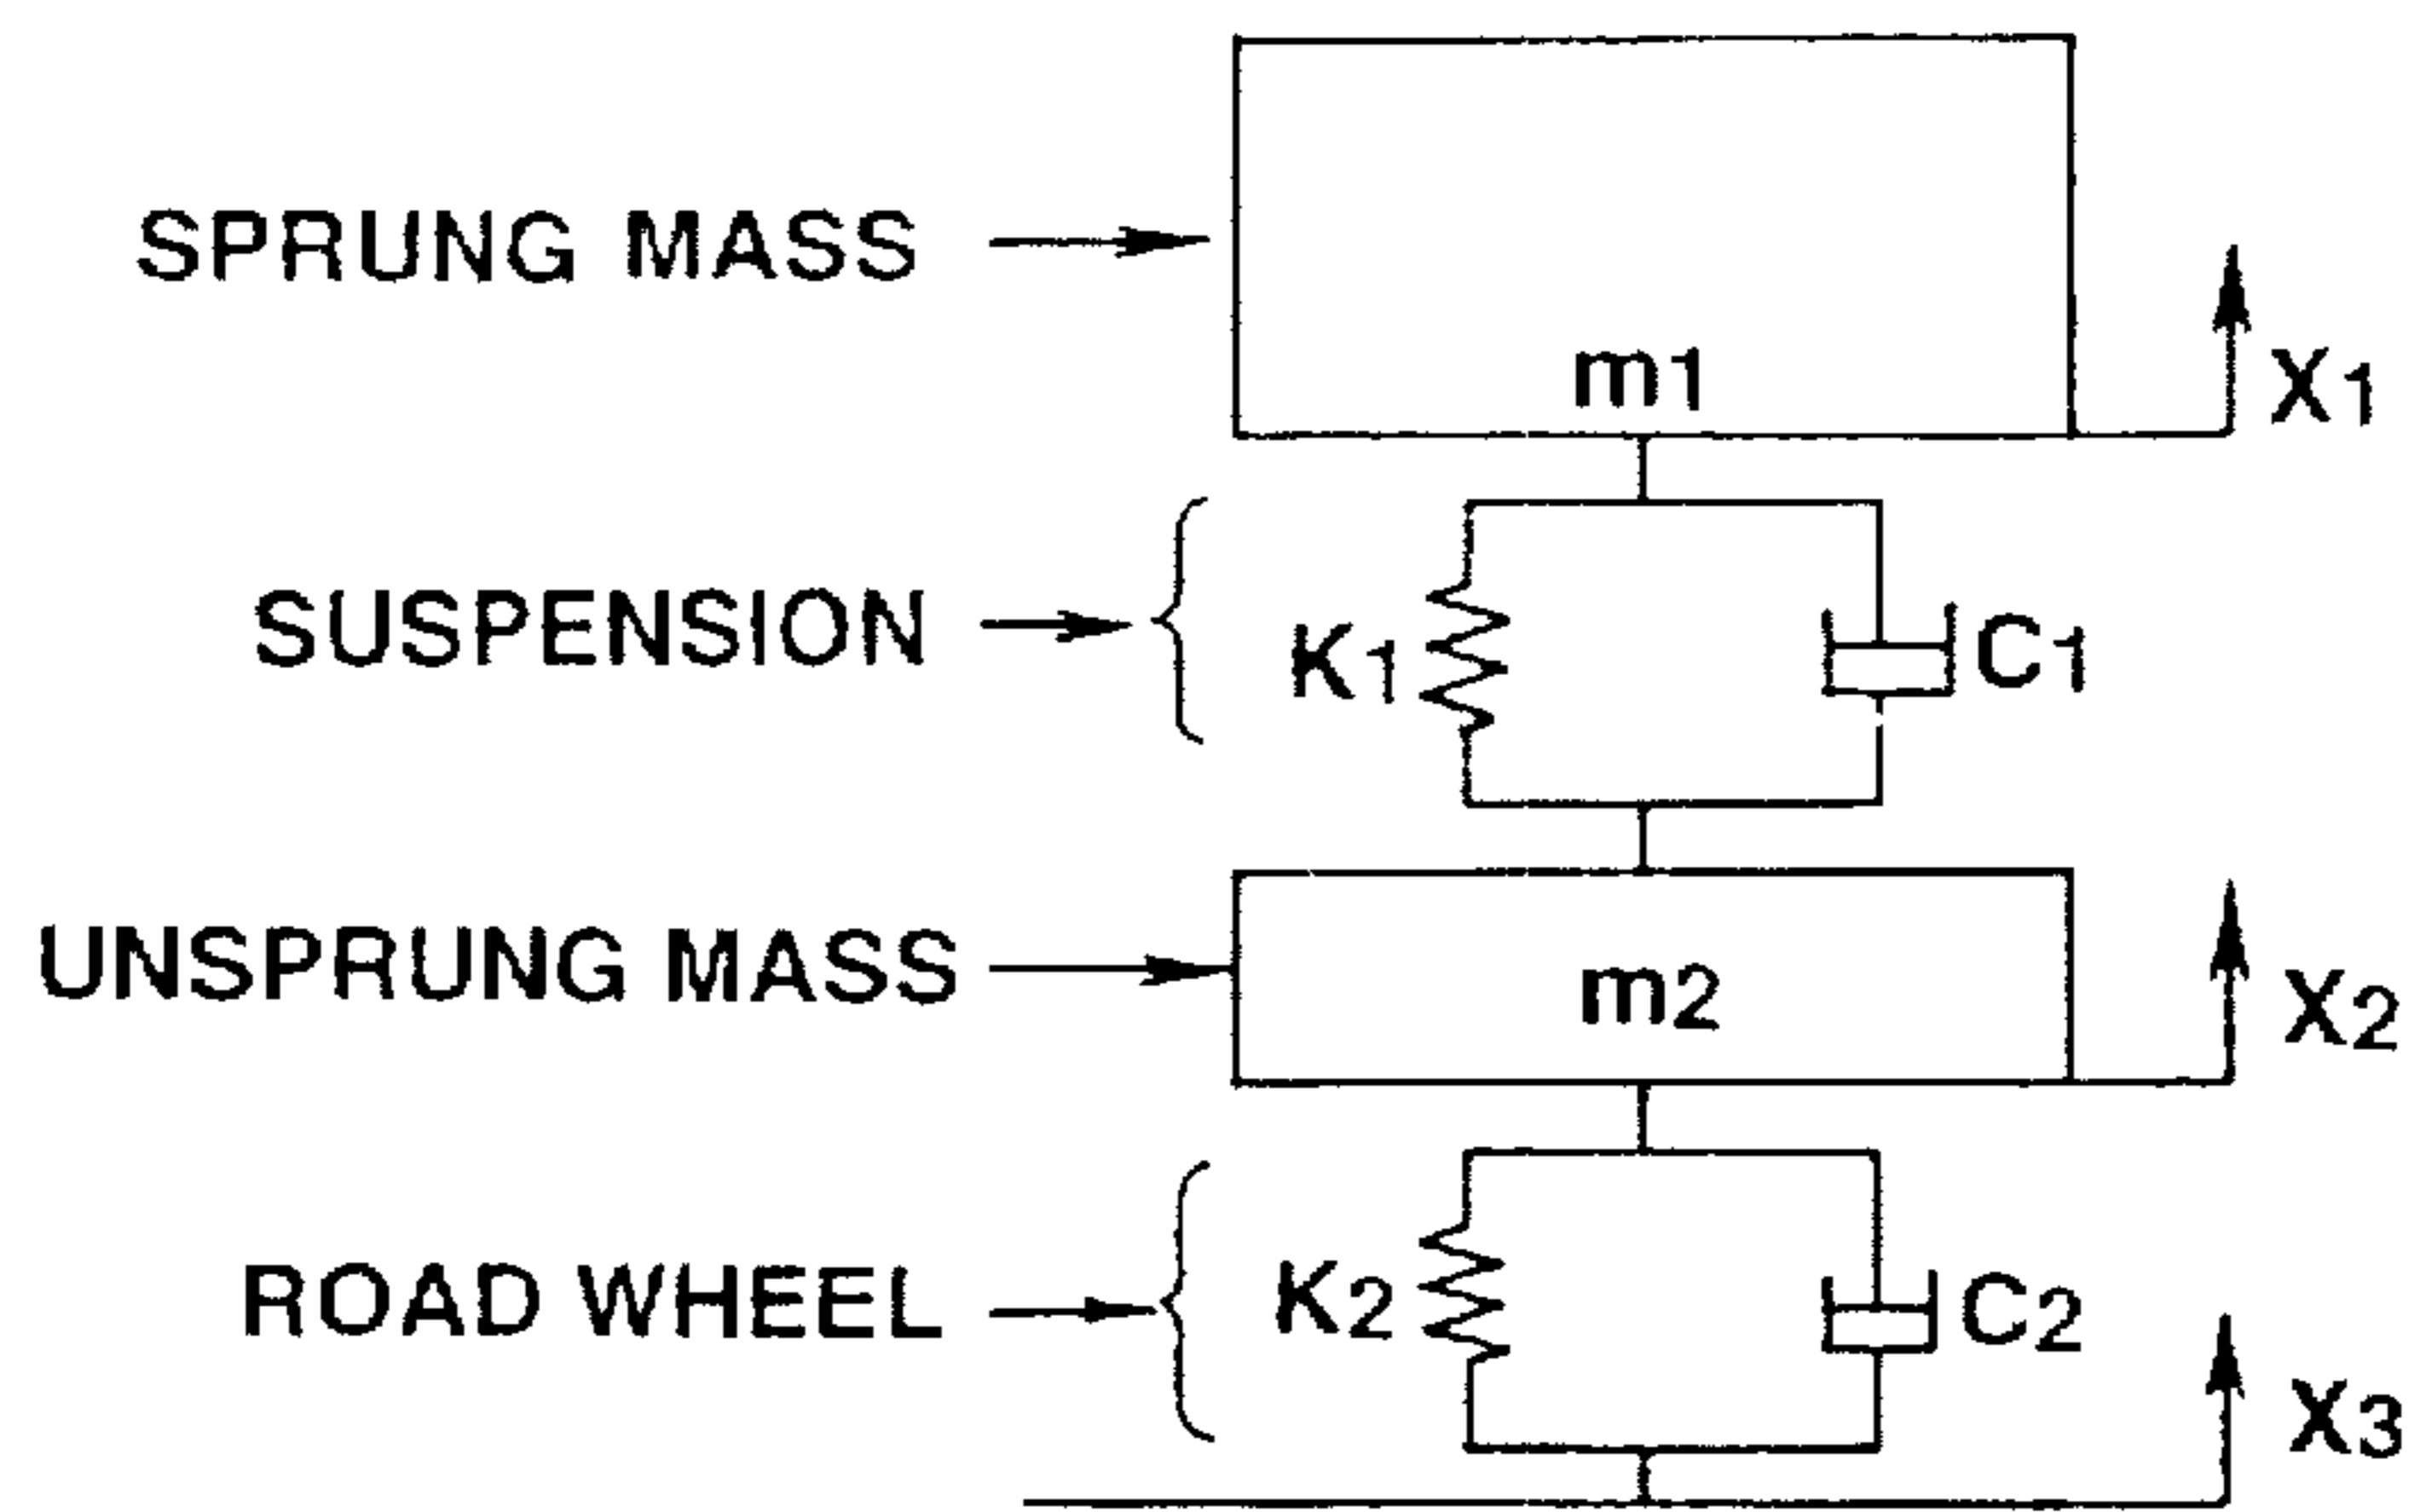 SPRUNG MASS
m1
X1
SUSPENSION
K1
C1
UNSPRUNG MASS
m2
X2
ROAD WHEEL
K2
C2
X3